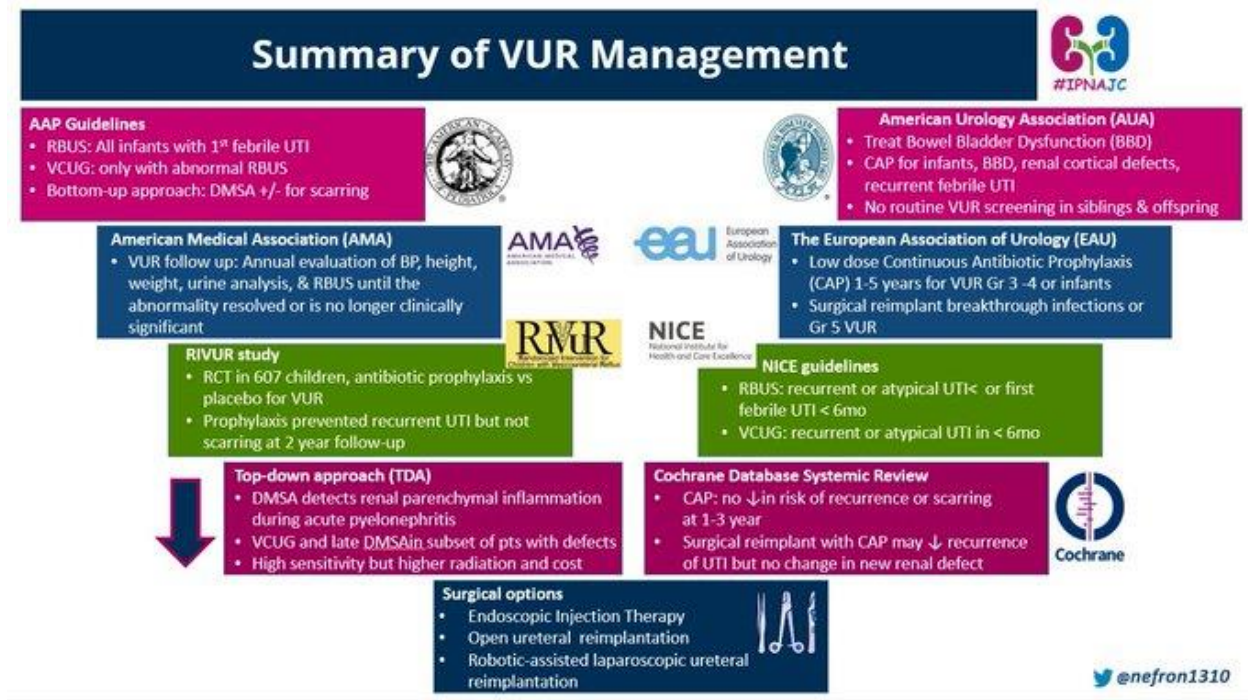 Summary of VUR Management
#IPNAJC
AAP Guidelines
• RBUS: All infants with 1st febrile UTI
• VCUG: only with abnormal RBUS
• Bottom-up approach: DMSA +/- for scarring
American Urology Association (AUA)
• Treat Bowel Bladder Dysfunction (BBD)
• CAP for infants, BBD, renal cortical defects,
recurrent febrile UTI
• No routine VUR screening in siblings & offspring
American Medical Association (AMA)
• VUR follow up: Annual evaluation of BP, height,
weight, urine analysis, & RBUS until the
abnormality resolved or is no longer clinically
significant
AMA
AMERICAN MEDICAL
ASSOCIATION
eau
European
Association
of Urology
The European Association of Urology (EAU)
• Low dose Continuous Antibiotic Prophylaxis
(CAP) 1-5 years for VUR Gr 3 -4 or infants
• Surgical reimplant breakthrough infections or
Gr 5 VUR
RIVUR study
• RCT in 607 children, antibiotic prophylaxis vs
placebo for VUR
• Prophylaxis prevented recurrent UTI but not
scarring at 2 year follow-up
RIVUR
Randomized Intervention for
Children with Vesicoureteral Reflux
NICE
National Institute for
Health and Care Excellence
NICE guidelines
• RBUS: recurrent or atypical UTI< or first
febrile UTI < 6mo
• VCUG: recurrent or atypical UTI in < 6mo
Top-down approach (TDA)
• DMSA detects renal parenchymal inflammation
during acute pyelonephritis
• VCUG and late DMSAin subset of pts with defects
• High sensitivity but higher radiation and cost
Cochrane Database Systemic Review
• CAP: no ↓in risk of recurrence or scarring
at 1-3 year
• Surgical reimplant with CAP may ↓ recurrence
of UTI but no change in new renal defect
Cochrane
Surgical options
• Endoscopic Injection Therapy
• Open ureteral reimplantation
• Robotic-assisted laparoscopic ureteral
reimplantation
@nefron1310